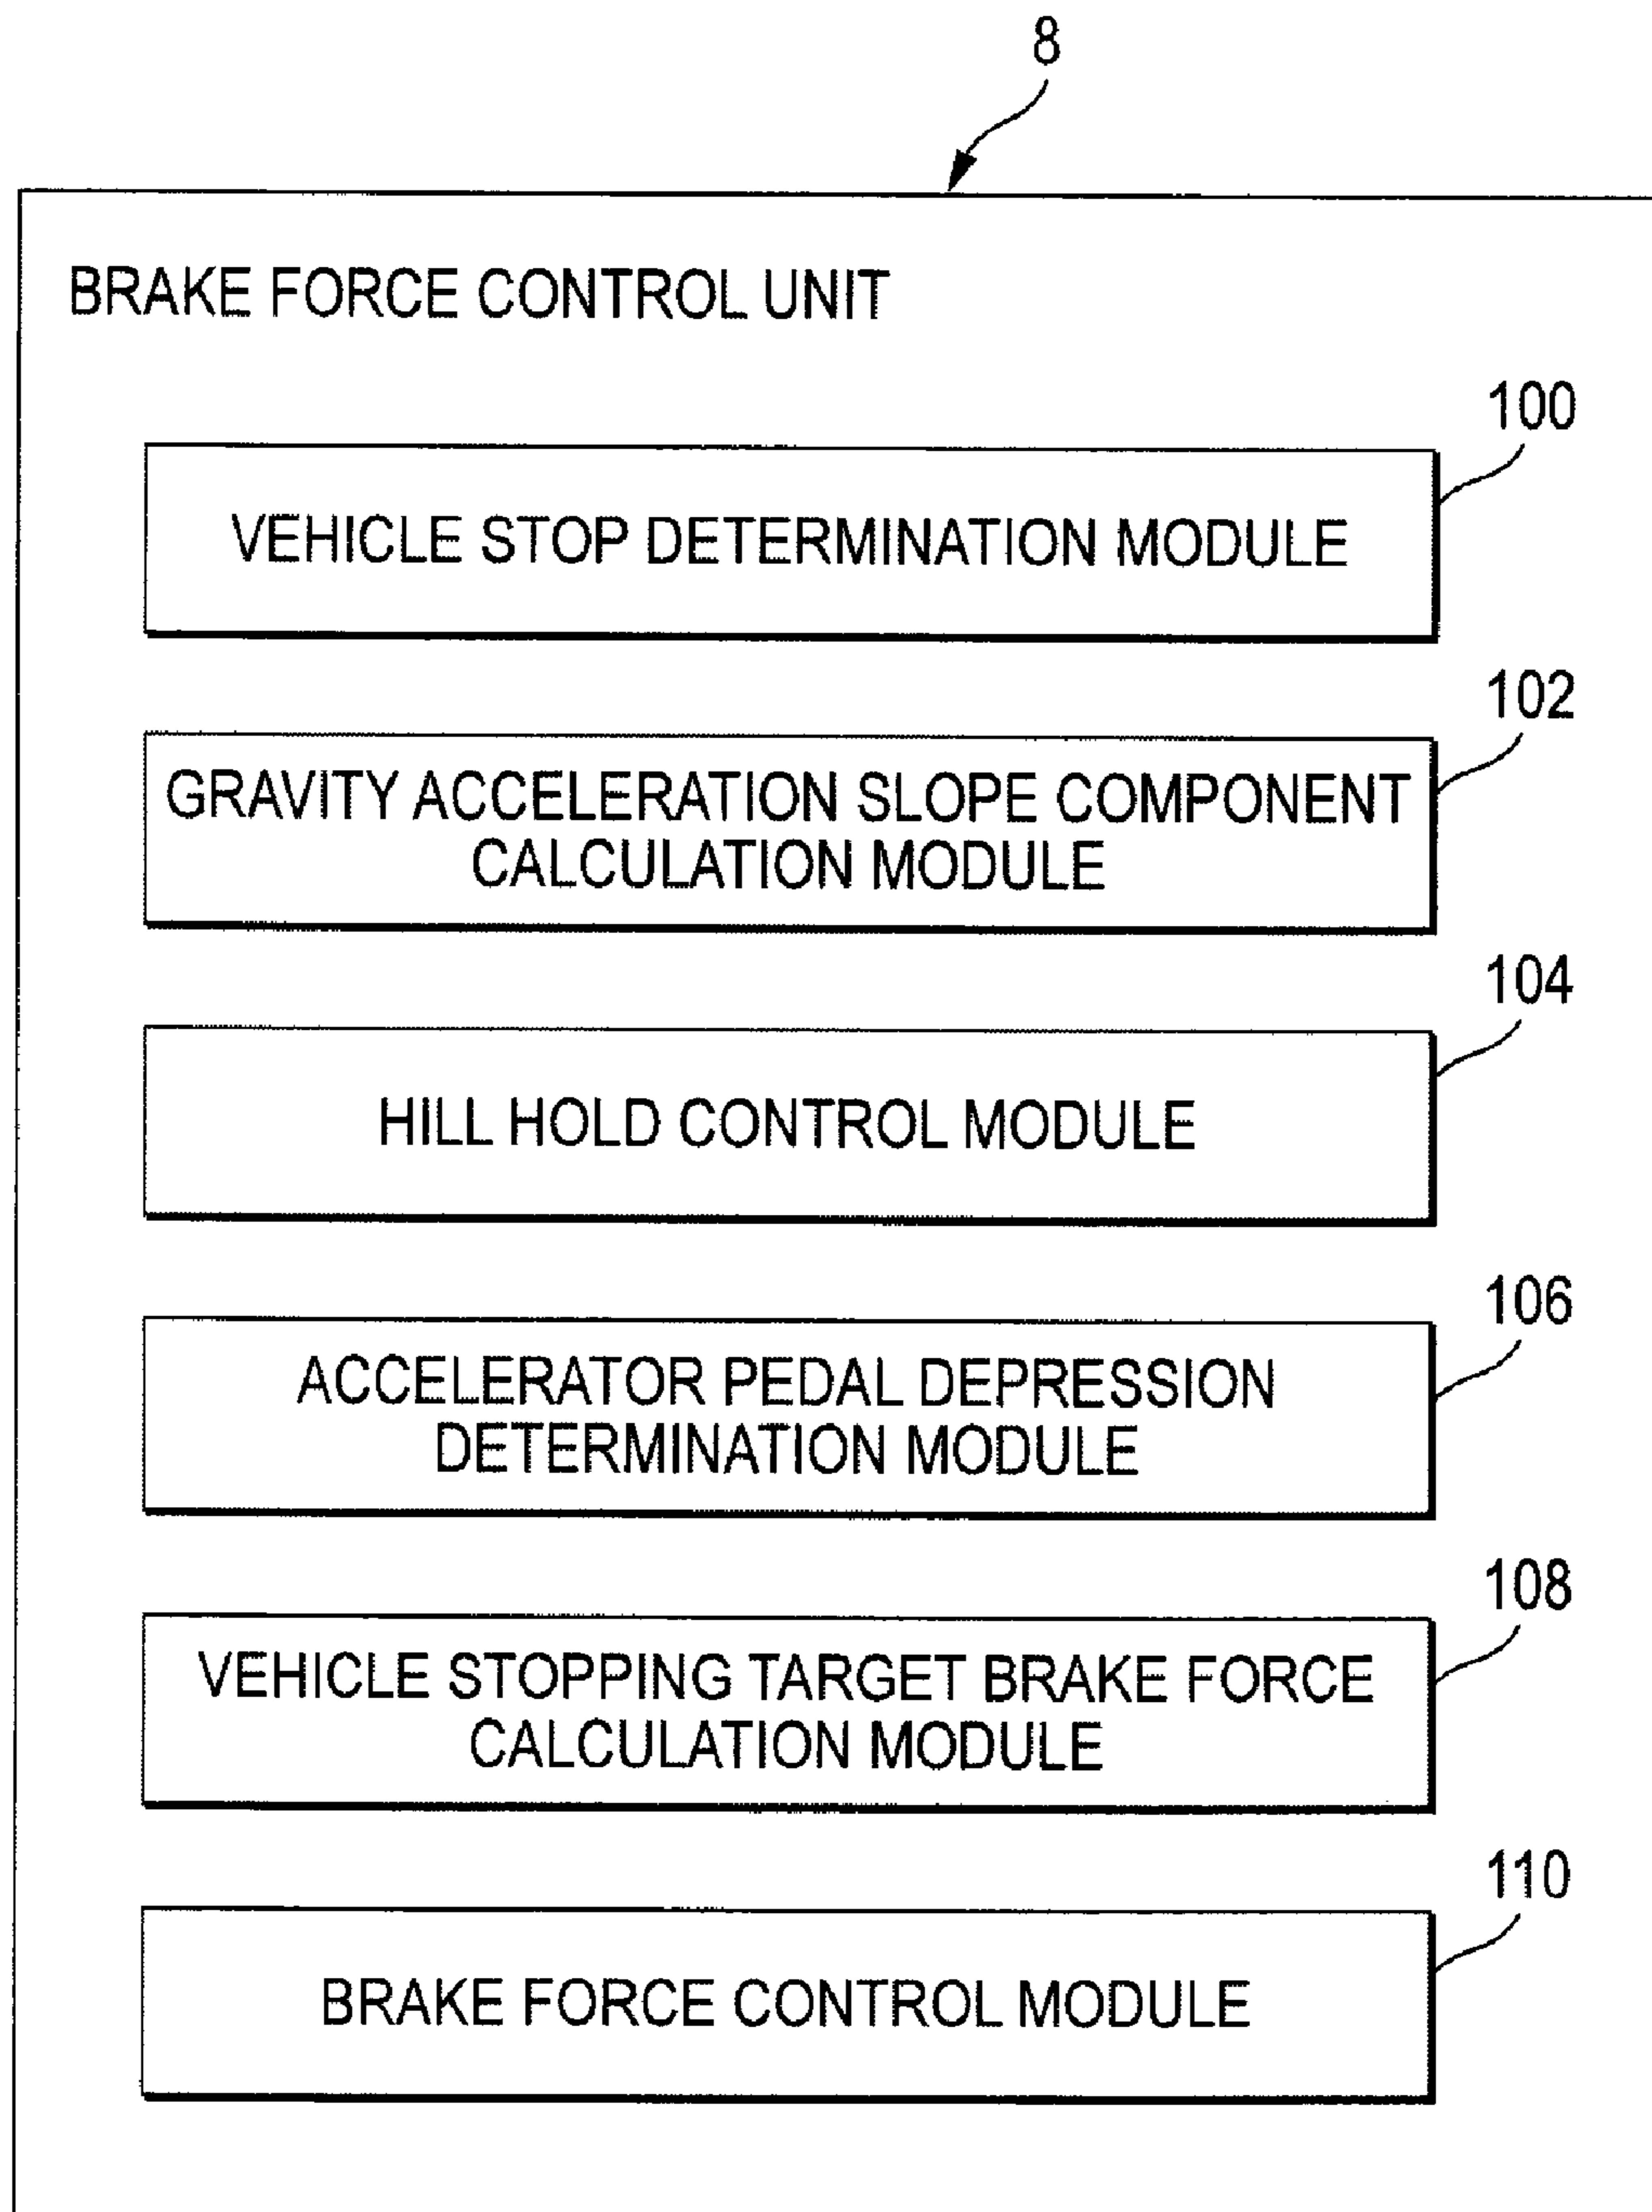 8
BRAKE FORCE CONTROL UNIT
100
VEHICLE STOP DETERMINATION MODULE
102
GRAVITY ACCELERATION SLOPE COMPONENT
CALCULATION MODULE
104
HILL HOLD CONTROL MODULE
106
ACCELERATOR PEDAL DEPRESSION
DETERMINATION MODULE
108
VEHICLE STOPPING TARGET BRAKE FORCE
CALCULATION MODULE
110
BRAKE FORCE CONTROL MODULE